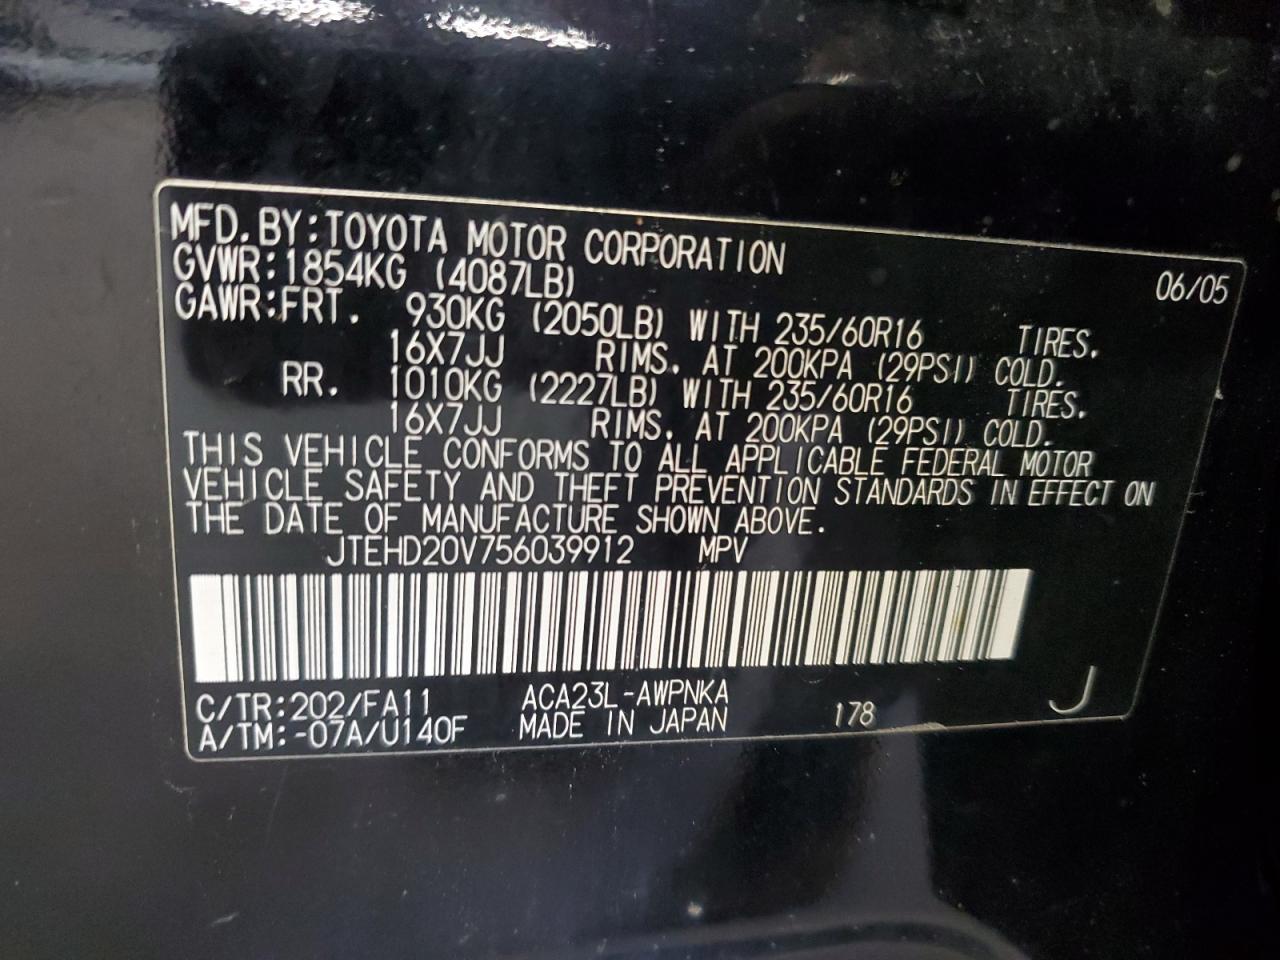 MFD. BY: TOYOTA MOTOR CORPORATION 06/05
GVWR: 1854KG (4087LB)
GAWR: FRT. 930KG (2050LB) WITH 235/60R16 TIRES.
16X7JJ RIMS. AT 200KPA (29PSI) COLD.
RR. 1010KG (2227LB) WITH 235/60R16 TIRES.
16X7JJ RIMS. AT 200KPA (29PSI) COLD.
THIS VEHICLE CONFORMS TO ALL APPLICABLE FEDERAL MOTOR
VEHICLE SAFETY AND THEFT PREVENTION STANDARDS IN EFFECT ON
THE DATE OF MANUFACTURE SHOWN ABOVE.
JTEHD20V756039912 MPV
C/TR: 202/FA11 ACA23L-AWPNKA 178 J
A/TM: -07A/U140F MADE IN JAPAN